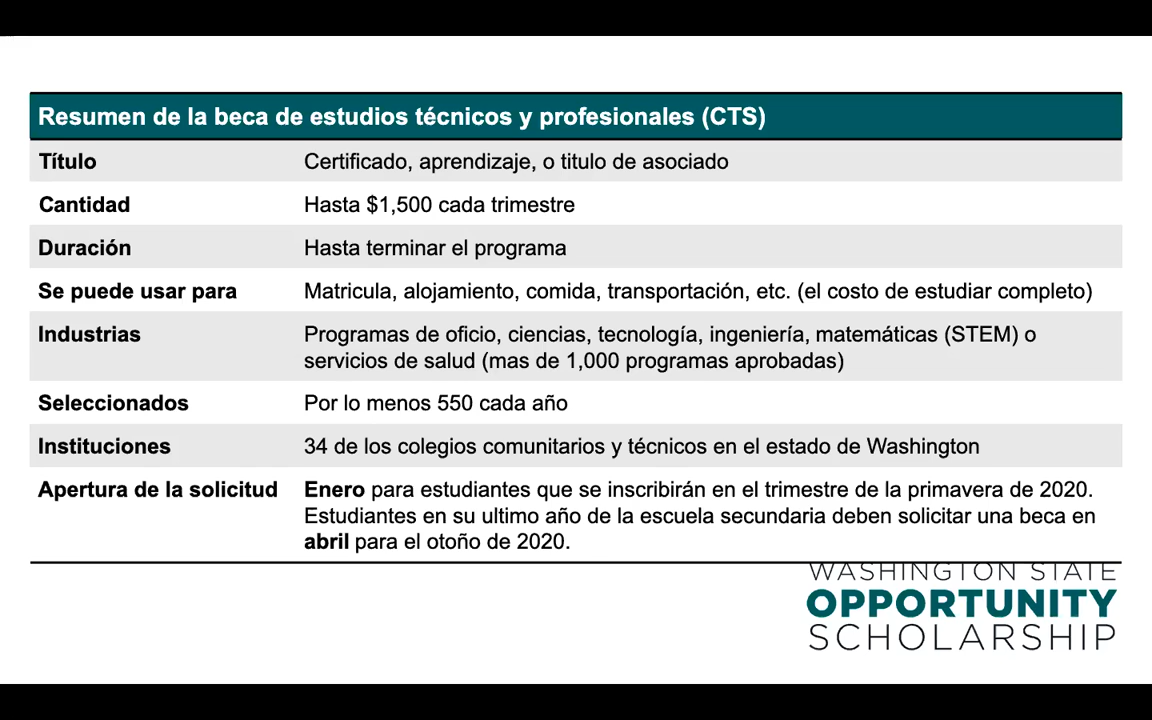 Resumen de la beca de estudios técnicos y profesionales (CTS)
Título Certificado, aprendizaje, o titulo de asociado
Cantidad Hasta $1,500 cada trimestre
Duración Hasta terminar el programa
Se puede usar para Matricula, alojamiento, comida, transportación, etc. (el costo de estudiar completo)
Industrias Programas de oficio, ciencias, tecnología, ingeniería, matemáticas (STEM) o
servicios de salud (mas de 1,000 programas aprobadas)
Seleccionados Por lo menos 550 cada año
Instituciones 34 de los colegios comunitarios y técnicos en el estado de Washington
Apertura de la solicitud Enero para estudiantes que se inscribirán en el trimestre de la primavera de 2020.
Estudiantes en su ultimo año de la escuela secundaria deben solicitar una beca en
abril para el otoño de 2020.
WASHINGTON STATE
OPPORTUNITY
SCHOLARSHIP